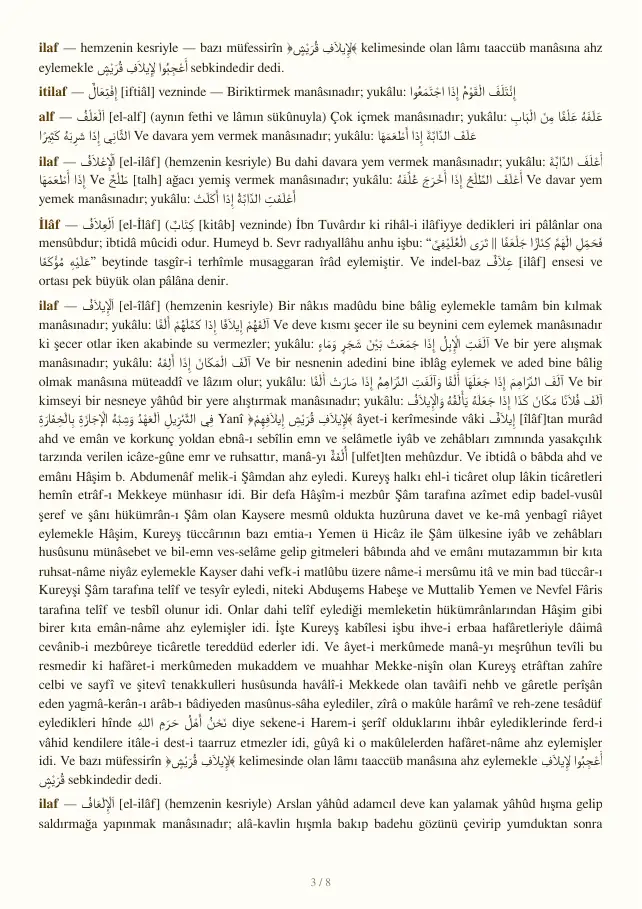 ilaf — hemzenin kesriyle — bazı müfessirîn ﴿لِإِيلَافِ قُرَيْشٍ﴾ kelimesinde olan lâmı taaccüb manâsına ahz
eylemekle أَعْجِبُوا لِإِيلَافِ قُرَيْشٍ sebkindedir dedi.
itilaf — إِفْتِعَالٌ [iftiâl] vezninde — Biriktirmek manâsınadır; yukâlu: إِئْتَلَفَ الْقَوْمُ إِذَا اجْتَمَعُوا
alf — اَلْعَلْفُ [el-alf] (aynın fethi ve lâmın sükûnuyla) Çok içmek manâsınadır; yukâlu: عَلَفَهُ عَلْفًا مِنَ الْبَابِ
الثَّانِي إِذَا شَرِبَهُ كَثِيرًا Ve davara yem vermek manâsınadır; yukâlu: عَلَفَ الدَّابَّةَ إِذَا أَطْعَمَهَا
ilaf — اَلْإِعْلَافُ [el-ilâf] (hemzenin kesriyle) Bu dahi davara yem vermek manâsınadır; yukâlu: أَعْلَفَ الدَّابَّةَ
إِذَا أَطْعَمَهَا Ve طَلْحٌ [talh] ağacı yemiş vermek manâsınadır; yukâlu: أَعْلَفَ الطَّلْحُ إِذَا أَخْرَجَ عُلَّفَهُ Ve davar yem
yemek manâsınadır; yukâlu: أَعْلَفَتِ الدَّابَّةُ إِذَا أَكَلَتْ
İlâf — اَلْعِلَافُ [el-İlâf] (كِتَابٌ [kitâb] vezninde) İbn Tuvârdır ki rihâl-i ilâfiyye dedikleri iri pâlânlar ona
mensûbdur; ibtidâ mûcidi odur. Humeyd b. Sevr radıyallâhu anhu işbu: “فَحَمِّلِ الْهَمَّ كِنَازًا جَلْعَفًا || تَرَى الْعُلَيْفِيَّ
عَلَيْهِ مُؤْكَفًا” beytinde tasgîr-i terhîmle musaggaran îrâd eylemiştir. Ve indel-baz عِلَافٌ [ilâf] ensesi ve
ortası pek büyük olan pâlâna denir.
ilaf — اَلْإِيلَافُ [el-îlâf] (hemzenin kesriyle) Bir nâkıs madûdu bine bâlig eylemekle tamâm bin kılmak
manâsınadır; yukâlu: آلَفَهُمْ إِيلَافًا إِذَا كَمَّلَهُمْ أَلْفًا Ve deve kısmı şecer ile su beynini cem eylemek manâsınadır
ki şecer otlar iken akabinde su vermezler; yukâlu: آلَفَتِ الْإِبِلُ إِذَا جَمَعَتْ بَيْنَ شَجَرٍ وَمَاءٍ Ve bir yere alışmak
manâsınadır; yukâlu: آلَفَ الْمَكَانَ إِذَا أَلِفَهُ Ve bir nesnenin adedini bine iblâg eylemek ve aded bine bâlig
olmak manâsına müteaddî ve lâzım olur; yukâlu: آلَفَ الدَّرَاهِمَ إِذَا جَعَلَهَا أَلْفًا وَآلَفَتِ الدَّرَاهِمُ إِذَا صَارَتْ أَلْفًا Ve bir
kimseyi bir nesneye yâhûd bir yere alıştırmak manâsınadır; yukâlu: آلَفَ فُلَانًا مَكَانَ كَذَا إِذَا جَعَلَهُ يَأْلَفُهُ وَالْإِيلَافُ
فِي التَّنْزِيلِ اَلْعَهْدُ وَشِبْهُ الْإِجَازَةِ بِالْخِفَارَةِ Yanî ﴿لِإِيلَافِ قُرَيْشٍ إِيلَافِهِمْ﴾ âyet-i kerîmesinde vâki إِيلَافٌ [îlâf]tan murâd
ahd ve emân ve korkunç yoldan ebnâ-ı sebîlin emn ve selâmetle iyâb ve zehâbları zımnında yasakçılık
tarzında verilen icâze-gûne emr ve ruhsattır, manâ-yı أُلْفَةٌ [ulfet]ten mehûzdur. Ve ibtidâ o bâbda ahd ve
emânı Hâşim b. Abdumenâf melik-i Şâmdan ahz eyledi. Kureyş halkı ehl-i ticâret olup lâkin ticâretleri
hemîn etrâf-ı Mekkeye münhasır idi. Bir defa Hâşîm-i mezbûr Şâm tarafına azîmet edip badel-vusûl
şeref ve şânı hükümrân-ı Şâm olan Kaysere mesmû oldukta huzûruna davet ve ke-mâ yenbagî riâyet
eylemekle Hâşim, Kureyş tüccârının bazı emtia-ı Yemen ü Hicâz ile Şâm ülkesine iyâb ve zehâbları
husûsunu münâsebet ve bil-emn ves-selâme gelip gitmeleri bâbında ahd ve emânı mutazammın bir kıta
ruhsat-nâme niyâz eylemekle Kayser dahi vefk-i matlûbu üzere nâme-i mersûmu itâ ve min bad tüccâr-ı
Kureyşi Şâm tarafına telîf ve tesyîr eyledi, niteki Abduşems Habeşe ve Muttalib Yemen ve Nevfel Fâris
tarafına telîf ve tesbîl olunur idi. Onlar dahi telîf eylediği memleketin hükümrânlarından Hâşim gibi
birer kıta emân-nâme ahz eylemişler idi. İşte Kureyş kabîlesi işbu ihve-i erbaa hafâretleriyle dâimâ
cevânib-i mezbûreye ticâretle tereddüd ederler idi. Ve âyet-i merkûmede manâ-yı meşrûhun tevîli bu
resmedir ki hafâret-i merkûmeden mukaddem ve muahhar Mekke-nişîn olan Kureyş etrâftan zahîre
celbi ve sayfî ve şitevî tenakkulleri husûsunda havâlî-i Mekkede olan tavâifi nehb ve gâretle perîşân
eden yagmâ-kerân-ı arâb-ı bâdiyeden masûnus-sâha eylediler, zîrâ o makûle harâmî ve reh-zene tesâdüf
eyledikleri hînde نَحْنُ أَهْلُ حَرَمِ اللهِ diye sekene-i Harem-i şerîf olduklarını ihbâr eylediklerinde ferd-i
vâhid kendilere itâle-i dest-i taarruz etmezler idi, gûyâ ki o makûlelerden hafâret-nâme ahz eylemişler
idi. Ve bazı müfessirîn ﴿لِإِيلَافِ قُرَيْشٍ﴾ kelimesinde olan lâmı taaccüb manâsına ahz eylemekle أَعْجِبُوا لِإِيلَافِ
قُرَيْشٍ sebkindedir dedi.
ilaf — اَلْإِلْعَافُ [el-ilâf] (hemzenin kesriyle) Arslan yâhûd adamcıl deve kan yalamak yâhûd hışma gelip
saldırmağa yapınmak manâsınadır; alâ-kavlin hışmla bakıp badehu gözünü çevirip yumduktan sonra
3 / 8